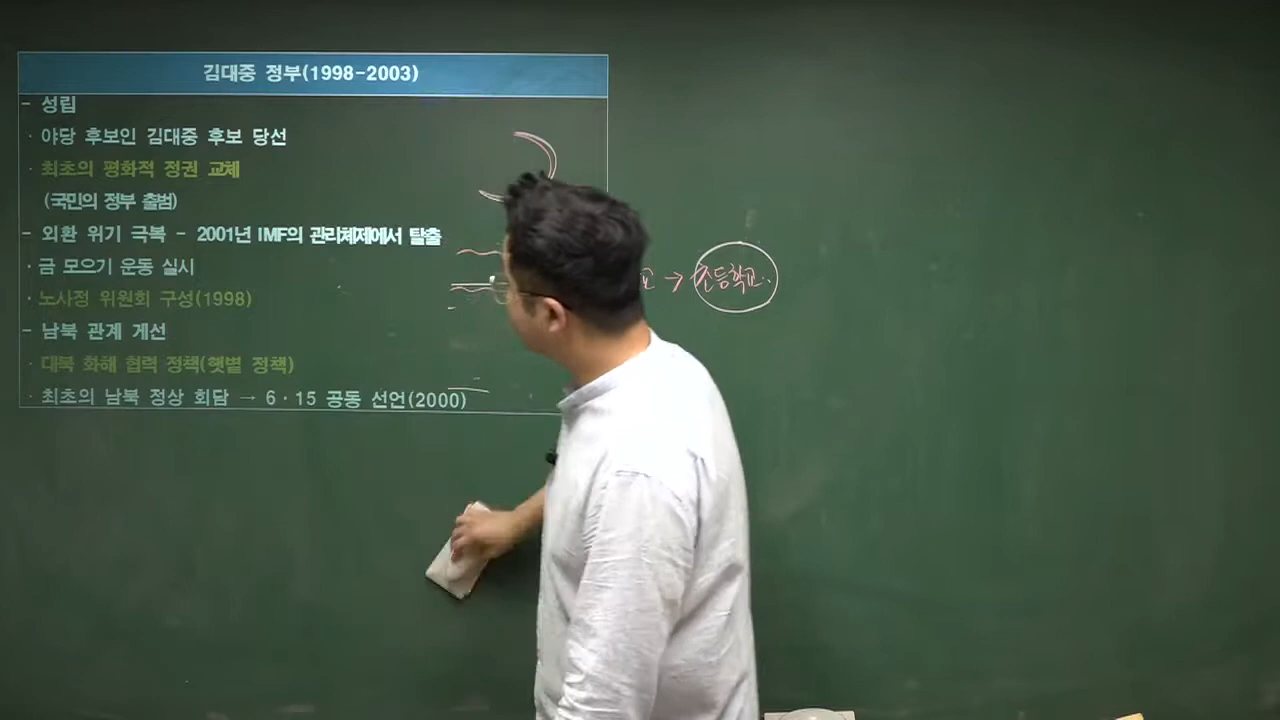 김대중 정부(1998-2003)
- 성립
· 야당 후보인 김대중 후보 당선
· 최초의 평화적 정권 교체
(국민의 정부 출범)
- 외환 위기 극복 - 2001년 IMF의 관리체제에서 탈출
· 금 모으기 운동 실시
· 노사정 위원회 구성(1998)
- 남북 관계 게선
· 대북 화해 협력 정책(햇볕 정책)
· 최초의 남북 정상 회담 → 6·15 공동 선언(2000)
교 → 초등학교.